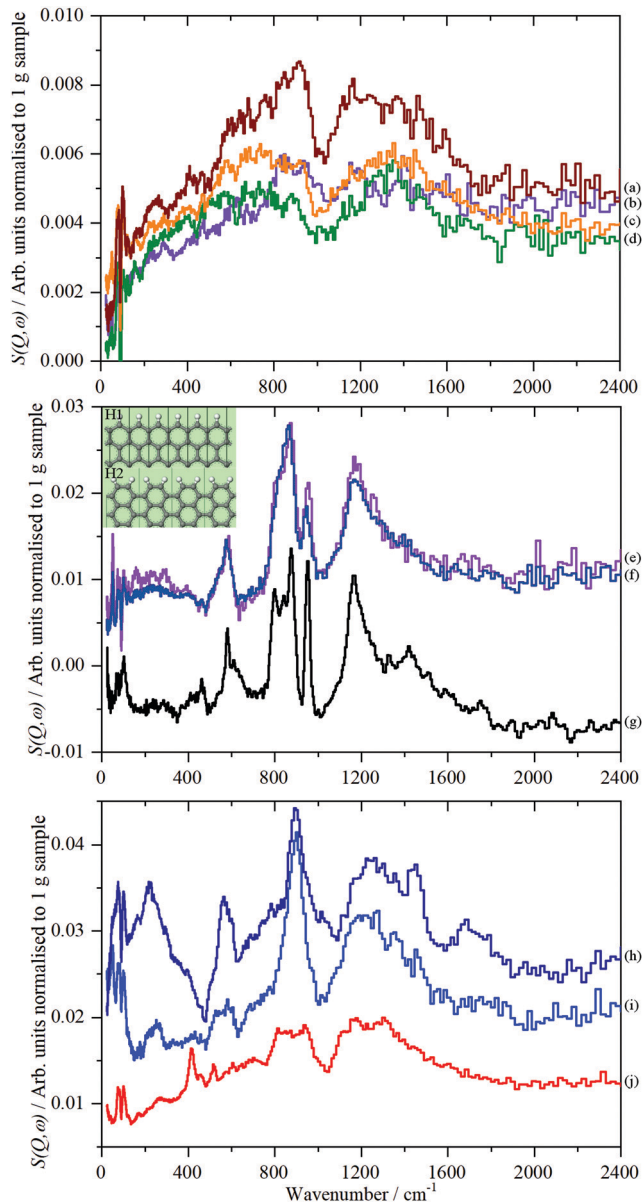 0.010
0.008
0.006
0.004
0.002
0.000
S(Q,ω) / Arb. units normalised to 1 g sample
(a)
(b)
(c)
(d)
0 400 800 1200 1600 2000 2400
0.03
0.02
0.01
0.00
-0.01
S(Q,ω) / Arb. units normalised to 1 g sample
H1
H2
(e)
(f)
(g)
0 400 800 1200 1600 2000 2400
0.04
0.03
0.02
0.01
S(Q,ω) / Arb. units normalised to 1 g sample
(h)
(i)
(j)
0 400 800 1200 1600 2000 2400
Wavenumber / cm⁻¹